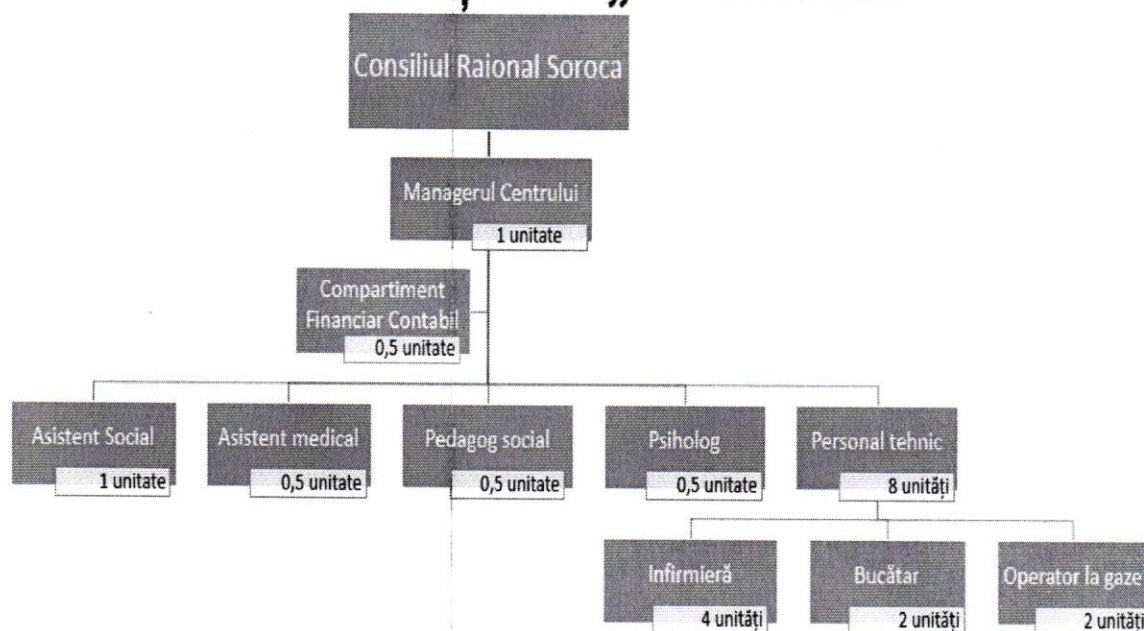 Consiliul Raional Soroca
Managerul Centrului
1 unitate
Compartiment
Financiar Contabil
0,5 unitate
Asistent Social
1 unitate
Asistent medical
0,5 unitate
Pedagog social
0,5 unitate
Psiholog
0,5 unitate
Personal tehnic
8 unități
Infirmieră
4 unități
Bucătar
2 unități
Operator la gaze
2 unități